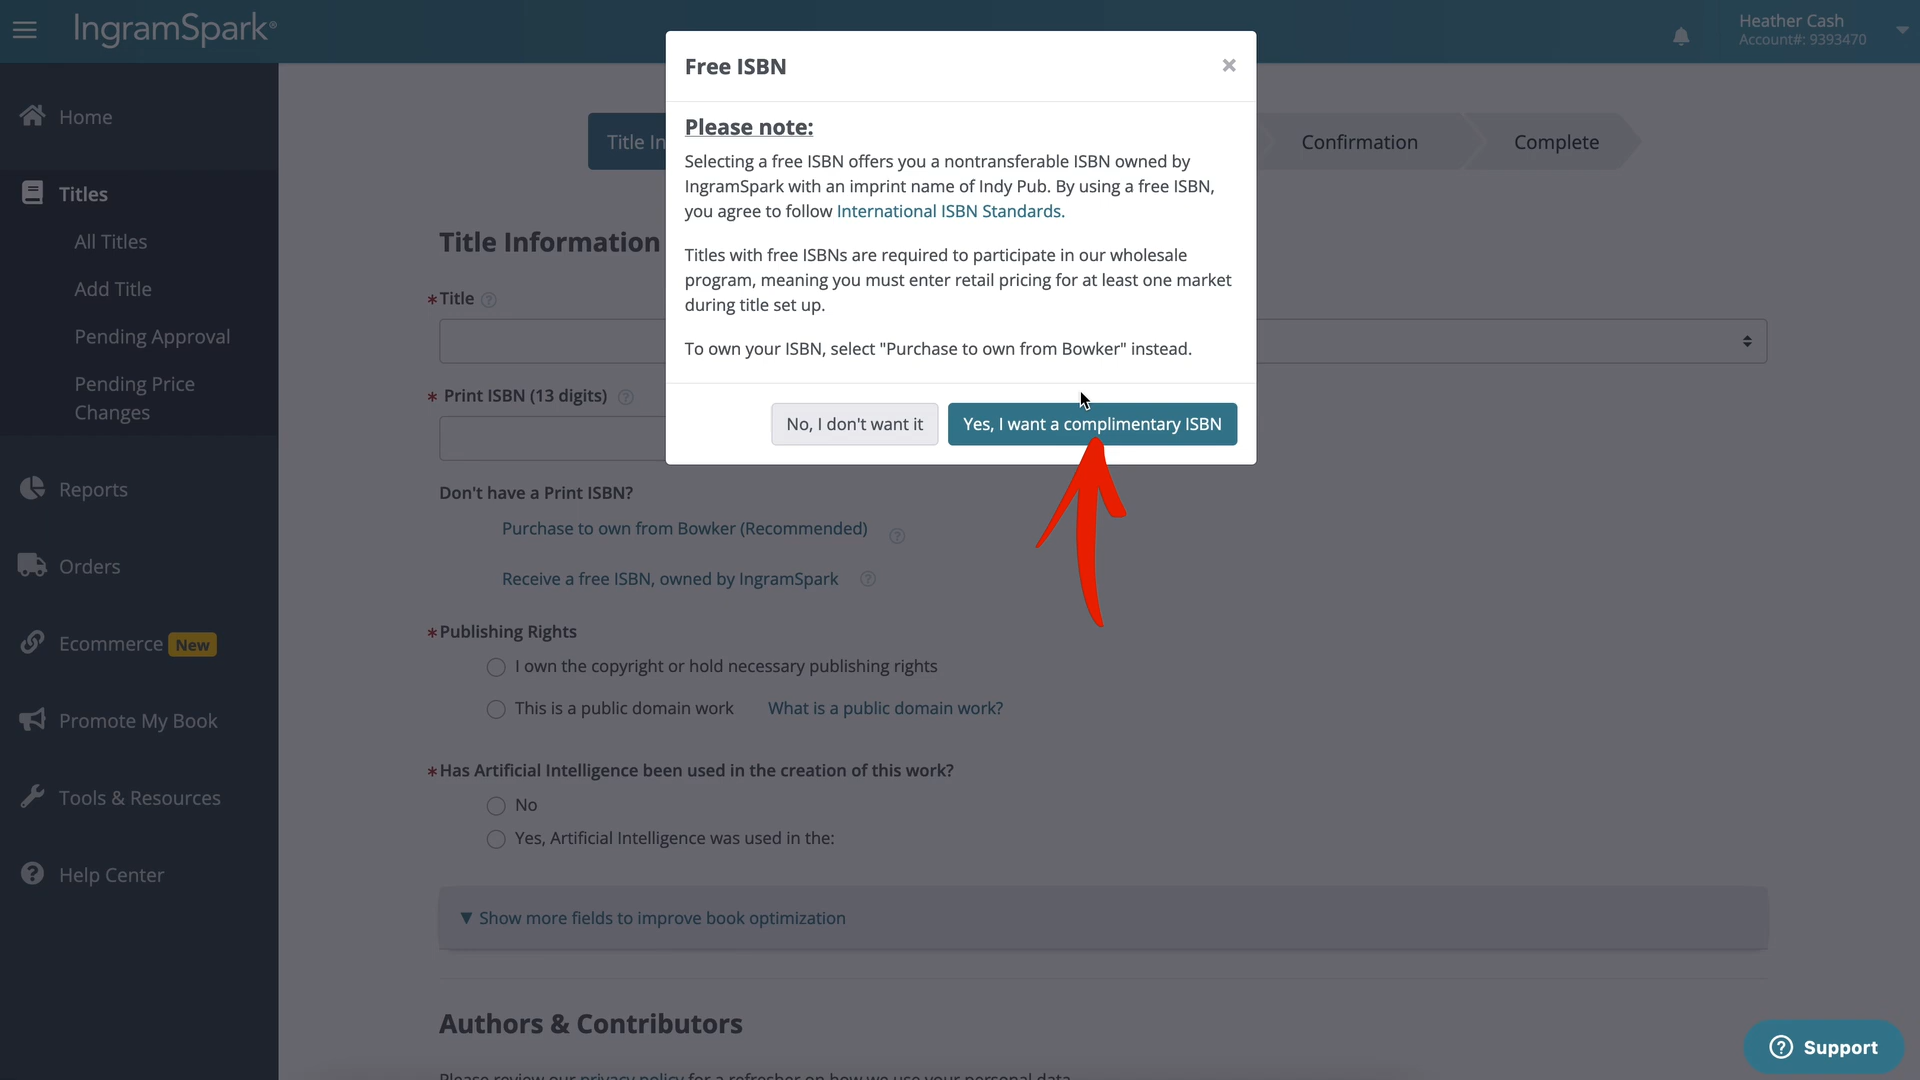 IngramSpark®
Heather Cash
Account#: 9393470
Home
Titles
All Titles
Add Title
Pending Approval
Pending Price
Changes
Reports
Orders
Ecommerce New
Promote My Book
Tools & Resources
Help Center
Free ISBN
×
Please note:
Selecting a free ISBN offers you a nontransferable ISBN owned by
IngramSpark with an imprint name of Indy Pub. By using a free ISBN,
you agree to follow International ISBN Standards.
Titles with free ISBNs are required to participate in our wholesale
program, meaning you must enter retail pricing for at least one market
during title set up.
To own your ISBN, select "Purchase to own from Bowker" instead.
No, I don't want it
Yes, I want a complimentary ISBN
Title In
Confirmation
Complete
Title Information
*Title ?
* Print ISBN (13 digits) ?
Don't have a Print ISBN?
Purchase to own from Bowker (Recommended) ?
Receive a free ISBN, owned by IngramSpark ?
*Publishing Rights
I own the copyright or hold necessary publishing rights
This is a public domain work What is a public domain work?
*Has Artificial Intelligence been used in the creation of this work?
No
Yes, Artificial Intelligence was used in the:
▼ Show more fields to improve book optimization
Authors & Contributors
Please review our privacy policy for a refresher on how we use your personal data
? Support